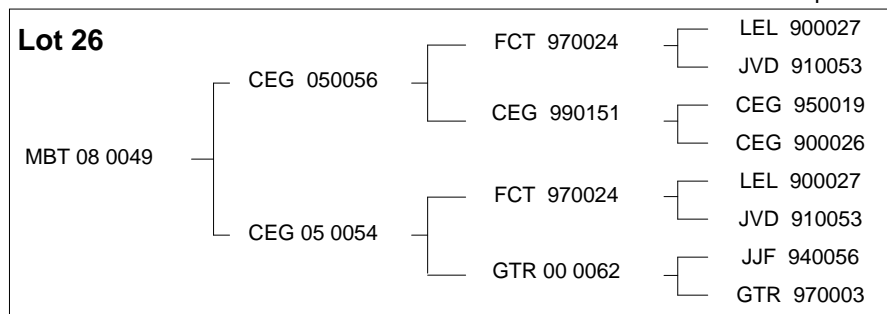 Lot 26
MBT 08 0049
CEG 050056
CEG 05 0054
FCT 970024
CEG 990151
FCT 970024
GTR 00 0062
LEL 900027
JVD 910053
CEG 950019
CEG 900026
LEL 900027
JVD 910053
JJF 940056
GTR 970003